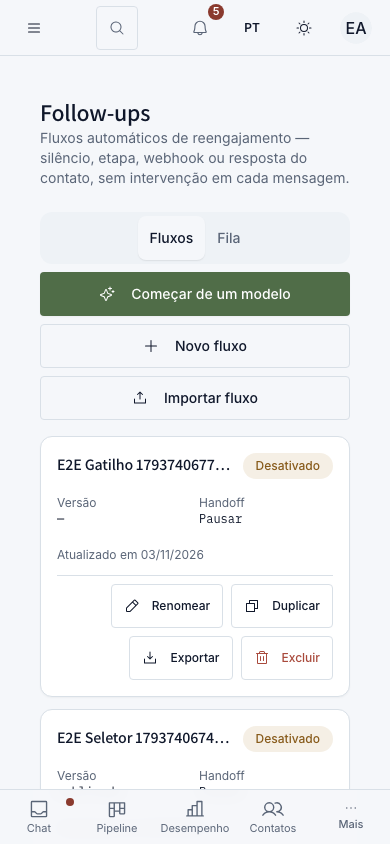 5
PT
EA
Follow-ups
Fluxos automáticos de reengajamento —
silêncio, etapa, webhook ou resposta do
contato, sem intervenção em cada mensagem.
Fluxos Fila
Começar de um modelo
Novo fluxo
Importar fluxo
E2E Gatilho 1793740677... Desativado
Versão Handoff
— Pausar
Atualizado em 03/11/2026
Renomear Duplicar
Exportar Excluir
E2E Seletor 1793740674... Desativado
Versão Handoff
Chat Pipeline Desempenho Contatos Mais